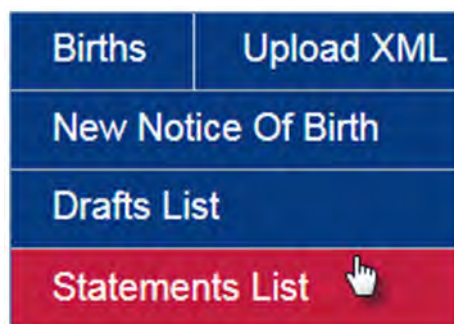 Births Upload XML
New Notice Of Birth
Drafts List
Statements List